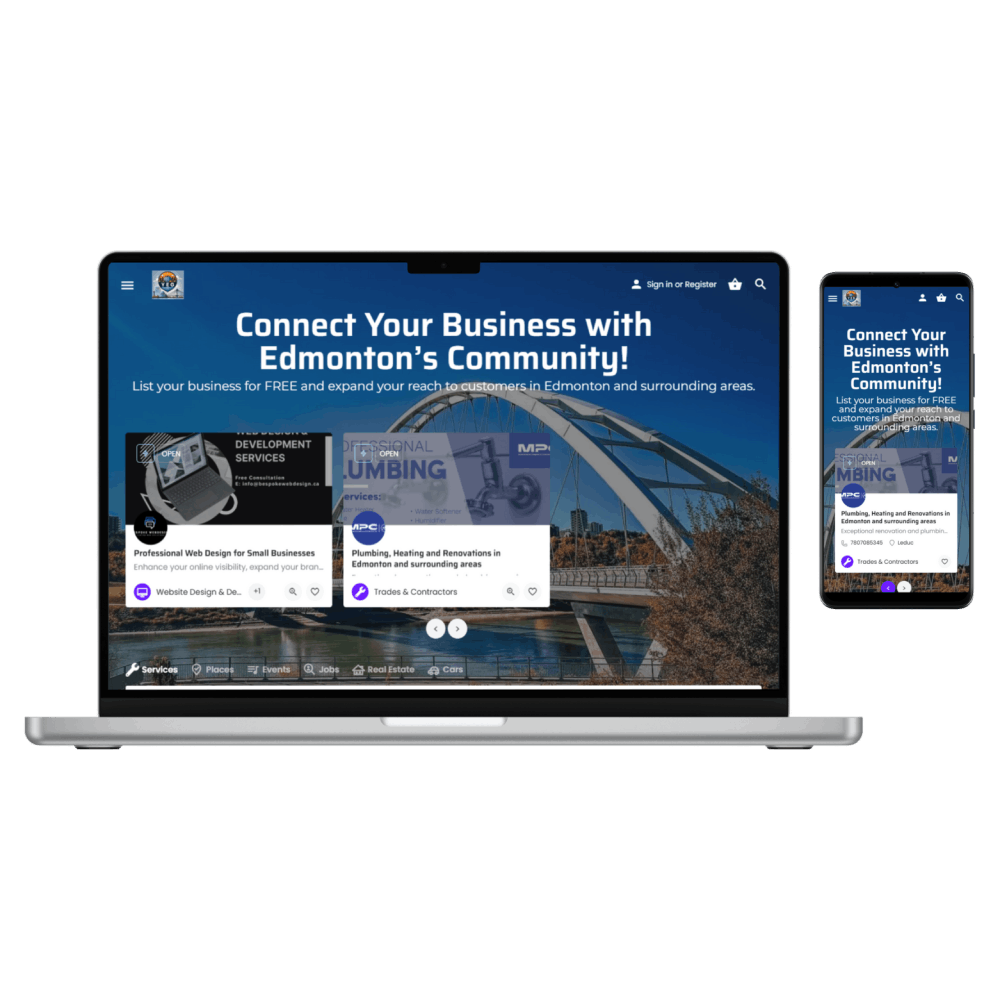 Sign in or Register
Connect Your Business with
Edmonton's Community!
List your business for FREE and expand your reach to customers in Edmonton and surrounding areas.
WEB DESIGN &
DEVELOPMENT
SERVICES
Free Consultation
E: info@bespokewebdesign.ca
OPEN
Professional Web Design for Small Businesses
Enhance your online visibility, expand your bran...
Website Design & De...
+1
OFESSIONAL
LUMBING
MPC
OPEN
ervices:
• Water Softener
• Humidifier
MPC
Plumbing, Heating and Renovations in
Edmonton and surrounding areas
Trades & Contractors
Services
Places
Events
Jobs
Real Estate
Cars
Connect Your
Business with
Edmonton's
Community!
List your business for FREE
and expand your reach to
customers in Edmonton and
surrounding areas.
SSIONAL
MBING
OPEN
MPC
Plumbing, Heating and Renovations in
Edmonton and surrounding areas
Exceptional renovation and plumbin...
7807085345
Leduc
Trades & Contractors